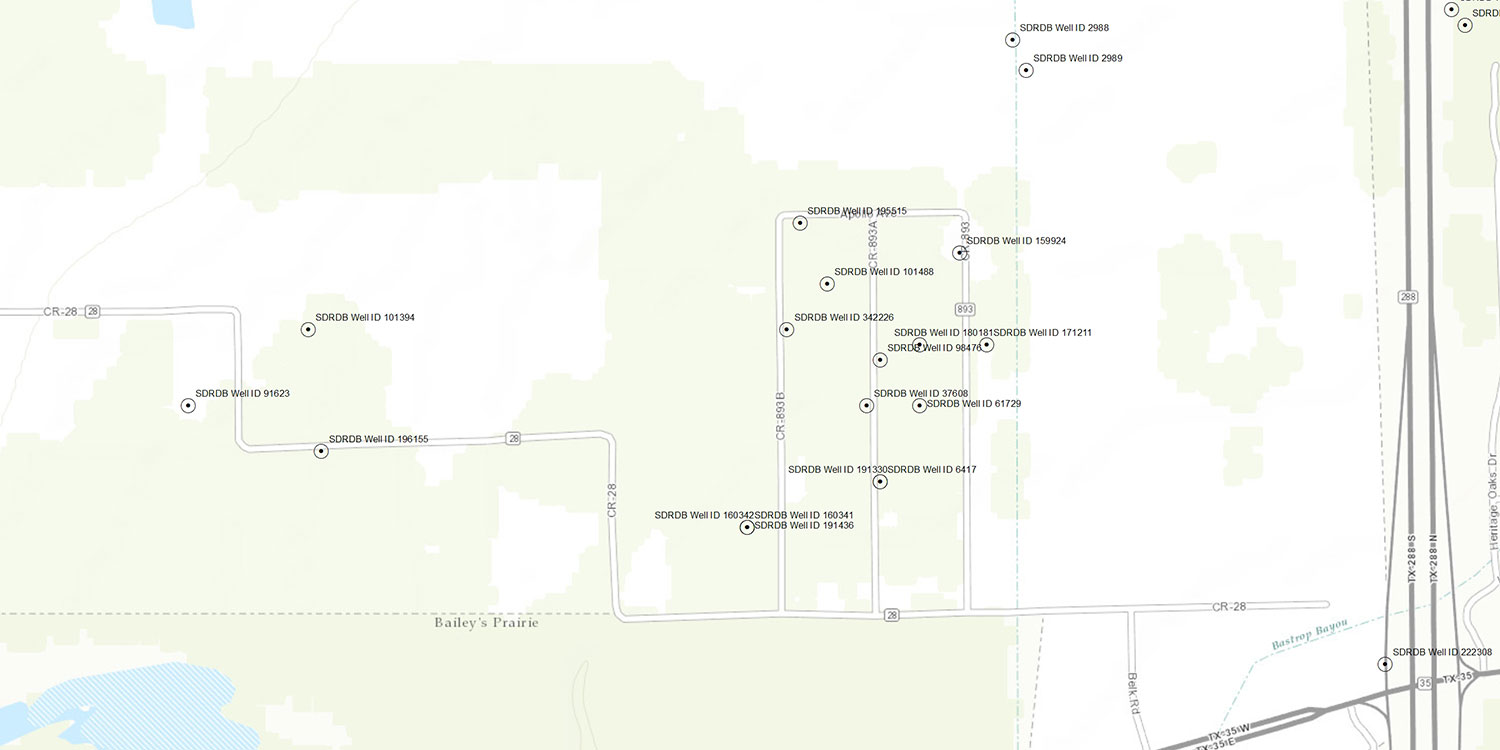 SDRDB Well ID 2988
SDRDB Well ID 2989
SDRD
SDRDB Well ID 195515
Apollo Ave
CR-893A
CR-893
SDRDB Well ID 159924
SDRDB Well ID 101488
288
893
CR-28
28
SDRDB Well ID 101394
SDRDB Well ID 342226
SDRDB Well ID 180181
SDRDB Well ID 171211
SDRDB Well ID 98476
SDRDB Well ID 91623
SDRDB Well ID 37608
SDRDB Well ID 61729
CR-893B
SDRDB Well ID 196155
28
SDRDB Well ID 191330
SDRDB Well ID 6417
CR-28
SDRDB Well ID 160342
SDRDB Well ID 160341
SDRDB Well ID 191436
Heritage Oaks Dr
TX-288-S
TX-288-N
CR-28
28
Bailey's Prairie
Bastrop Bayou
SDRDB Well ID 222308
Belk Rd
35
TX-35
TX-35-W
TX-35-E